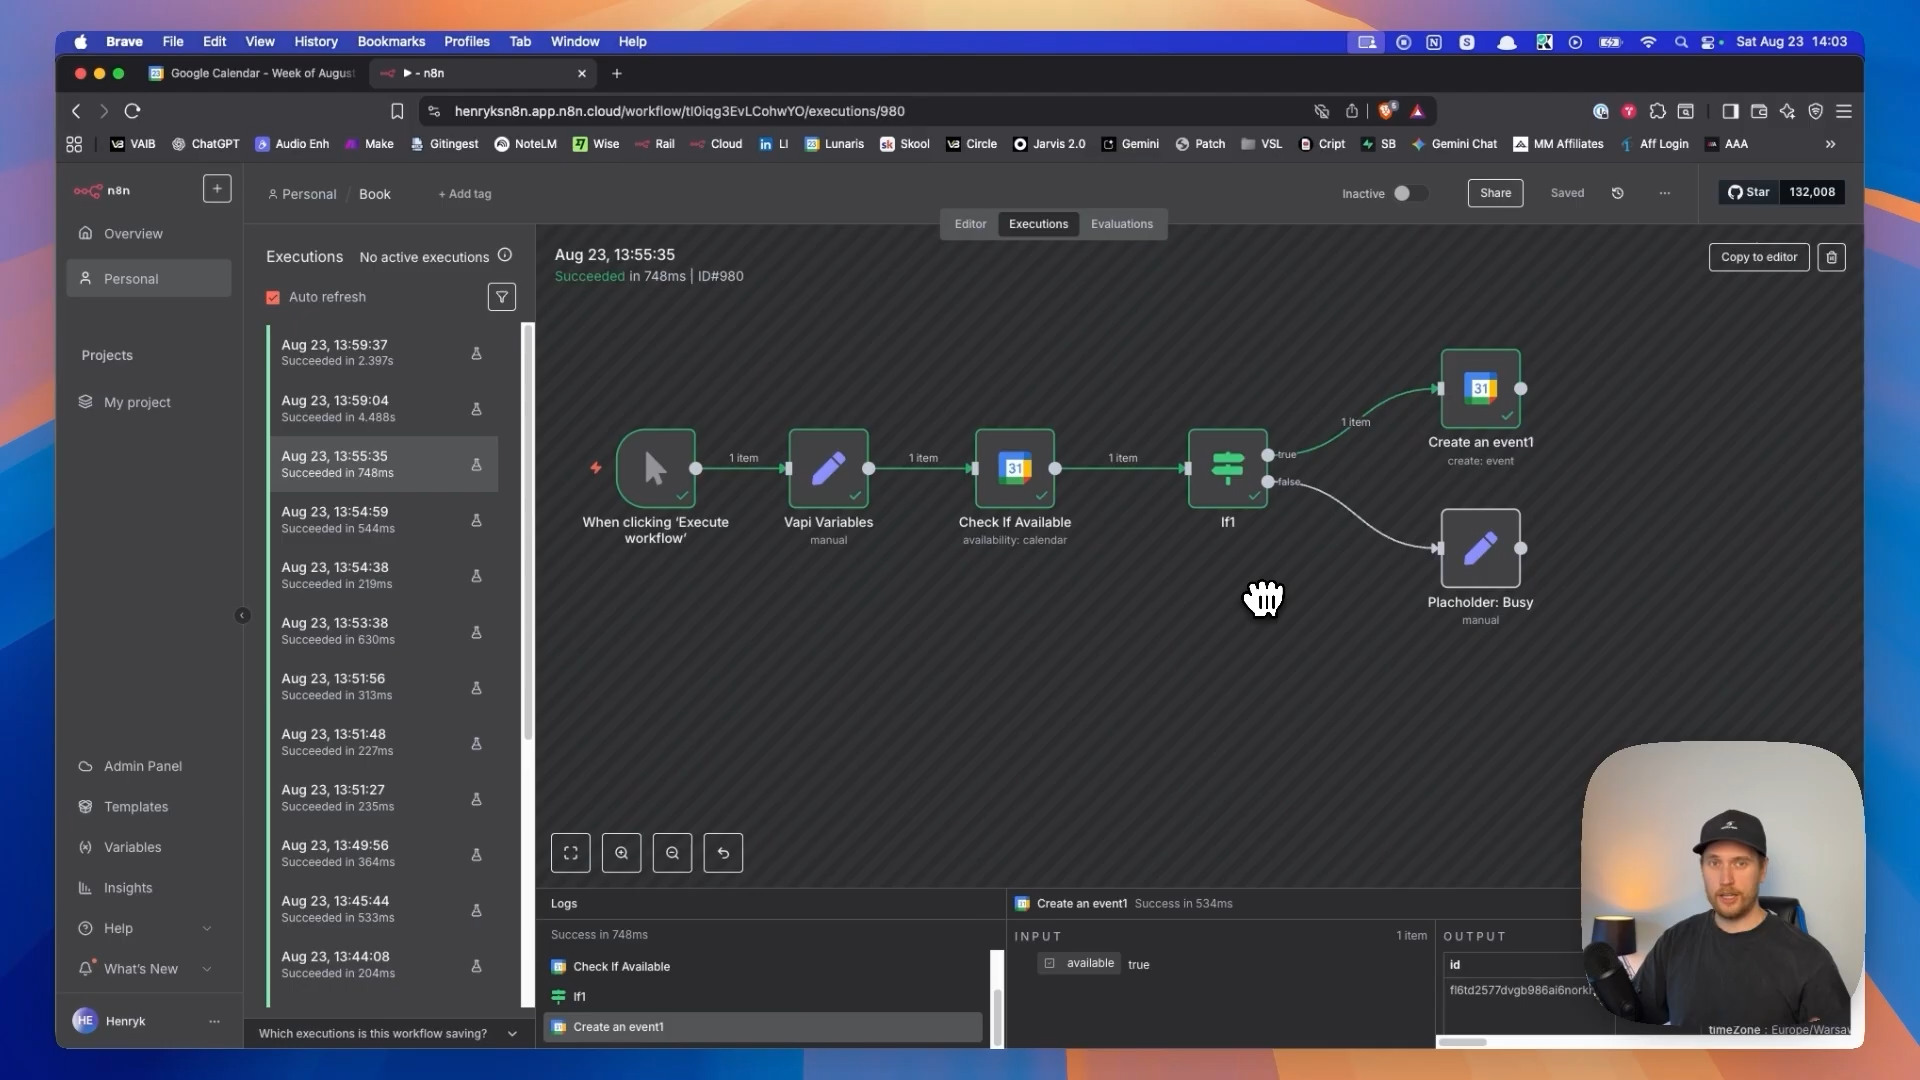 Brave File Edit View History Bookmarks Profiles Tab Window Help
Sat Aug 23 14:03
Google Calendar - Week of August
▶ - n8n
henryksn8n.app.n8n.cloud/workflow/tI0iqg3EvLCohwYO/executions/980
VAIB ChatGPT Audio Enh Make Gitingest NoteLM Wise Rail Cloud LI Lunaris Skool Circle Jarvis 2.0 Gemini Patch VSL Cript SB Gemini Chat MM Affiliates Aff Login AAA
n8n
Personal / Book + Add tag
Inactive Share Saved
Star 132,008
Editor Executions Evaluations
Overview
Personal
Projects
My project
Admin Panel
Templates
Variables
Insights
Help
What's New
HE Henryk
Executions No active executions
Auto refresh
Aug 23, 13:59:37
Succeeded in 2.397s
Aug 23, 13:59:04
Succeeded in 4.488s
Aug 23, 13:55:35
Succeeded in 748ms
Aug 23, 13:54:59
Succeeded in 544ms
Aug 23, 13:54:38
Succeeded in 219ms
Aug 23, 13:53:38
Succeeded in 630ms
Aug 23, 13:51:56
Succeeded in 313ms
Aug 23, 13:51:48
Succeeded in 227ms
Aug 23, 13:51:27
Succeeded in 235ms
Aug 23, 13:49:56
Succeeded in 364ms
Aug 23, 13:45:44
Succeeded in 533ms
Aug 23, 13:44:08
Succeeded in 204ms
Which executions is this workflow saving?
Aug 23, 13:55:35
Succeeded in 748ms | ID#980
Copy to editor
When clicking ‘Execute
workflow’
1 item
Vapi Variables
manual
1 item
31
Check If Available
availability: calendar
1 item
If1
true
false
1 item
31
Create an event1
create: event
Placholder: Busy
manual
Logs
Success in 748ms
Check If Available
If1
Create an event1
Create an event1 Success in 534ms
INPUT 1 item
available true
OUTPUT
id
timeZone : Europe/Warsaw